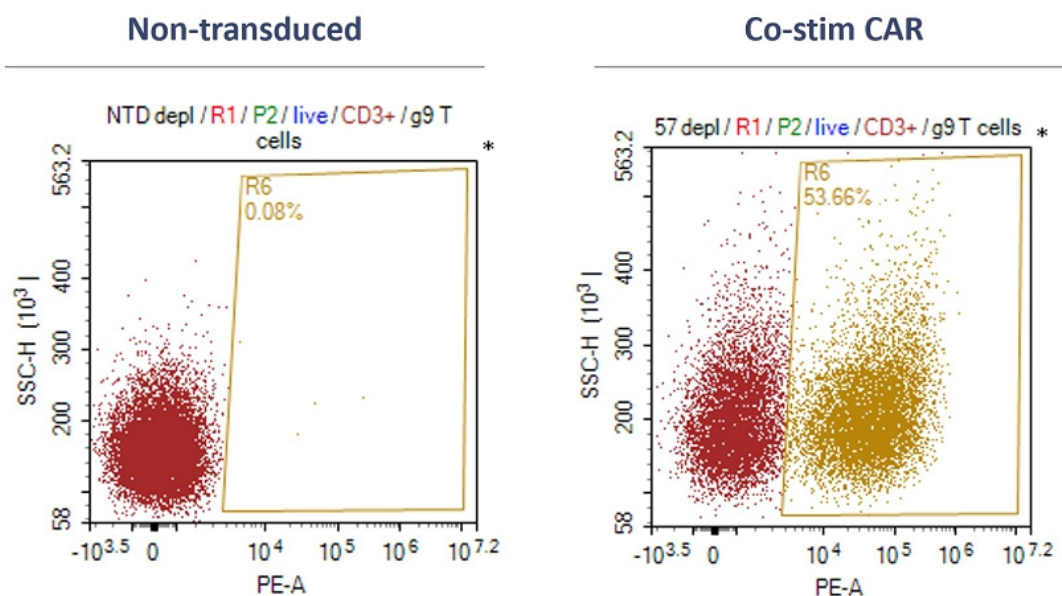 Non-transduced
Co-stim CAR
NTD depl / R1 / P2 / live / CD3+ / g9 T
cells
*
563.2
400
300
200
58
SSC-H (10³ |
R6
0.08%
-10³·⁵ 0 10⁴ 10⁵ 10⁶ 10⁷·²
PE-A
57 depl / R1 / P2 / live / CD3+ / g9 T cells *
563.2
400
300
200
58
SSC-H (10³ |
R6
53.66%
-10³·⁵ 0 10⁴ 10⁵ 10⁶ 10⁷·²
PE-A